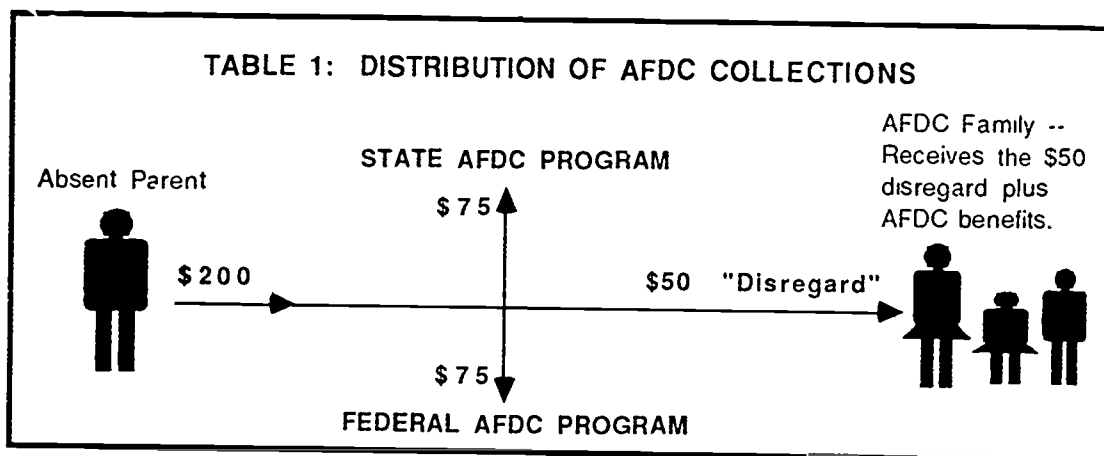 TABLE 1: DISTRIBUTION OF AFDC COLLECTIONS
Absent Parent
$200
STATE AFDC PROGRAM
$75
$75
FEDERAL AFDC PROGRAM
$50 "Disregard"
AFDC Family --
Receives the $50
disregard plus
AFDC benefits.